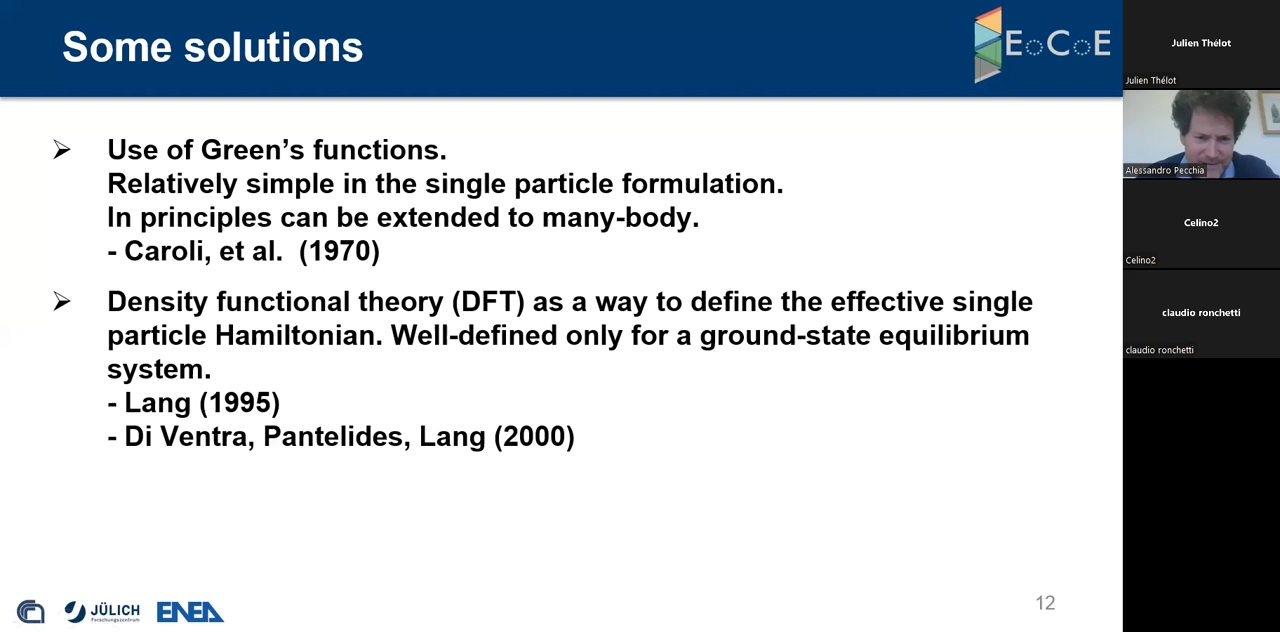 Some solutions
EoCoE
Use of Green's functions.
Relatively simple in the single particle formulation.
In principles can be extended to many-body.
- Caroli, et al.  (1970)
Density functional theory (DFT) as a way to define the effective single
particle Hamiltonian. Well-defined only for a ground-state equilibrium
system.
- Lang (1995)
- Di Ventra, Pantelides, Lang (2000)
JÜLICH
Forschungszentrum
ENEA
12
Julien Thélot
Julien Thélot
Alessandro Pecchia
Celino2
Celino2
claudio ronchetti
claudio ronchetti